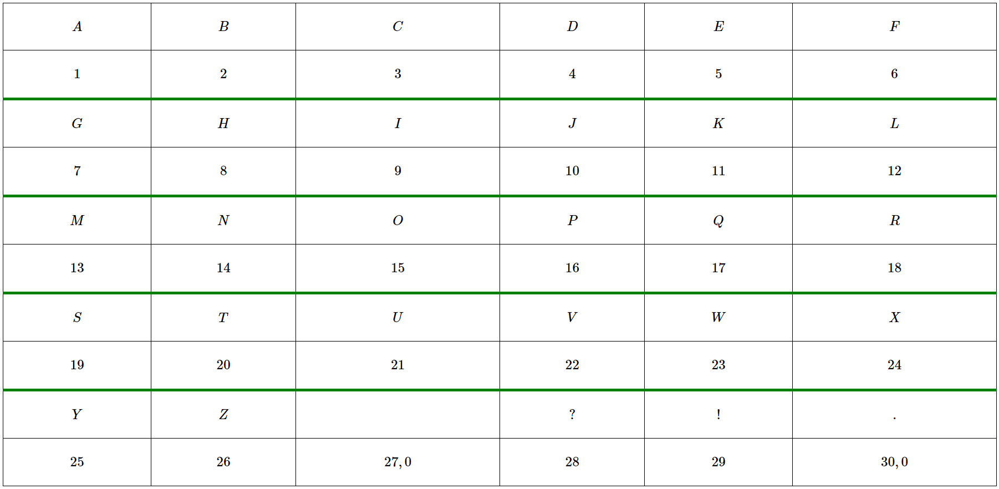 A B C D E F
1 2 3 4 5 6
G H I J K L
7 8 9 10 11 12
M N O P Q R
13 14 15 16 17 18
S T U V W X
19 20 21 22 23 24
Y Z ? ! .
25 26 27, 0 28 29 30, 0